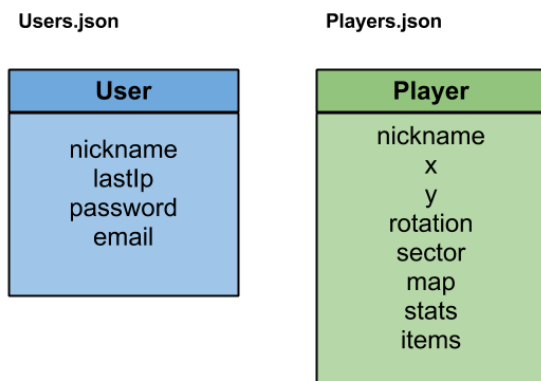 Users.json
User
nickname
lastIp
password
email
Players.json
Player
nickname
x
y
rotation
sector
map
stats
items